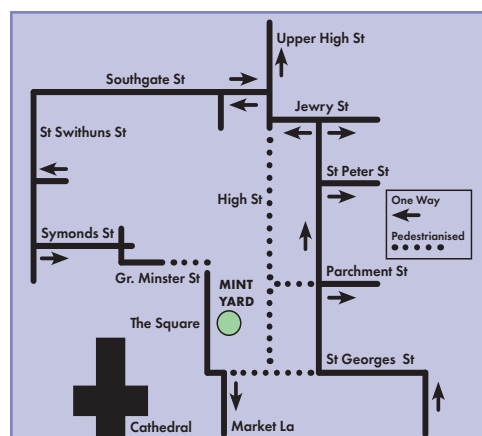 Upper High St
Southgate St
Jewry St
St Swithuns St
St Peter St
High St
One Way
Pedestrianised
Symonds St
Gr. Minster St
MINT
YARD
Parchment St
The Square
St Georges St
Cathedral
Market La